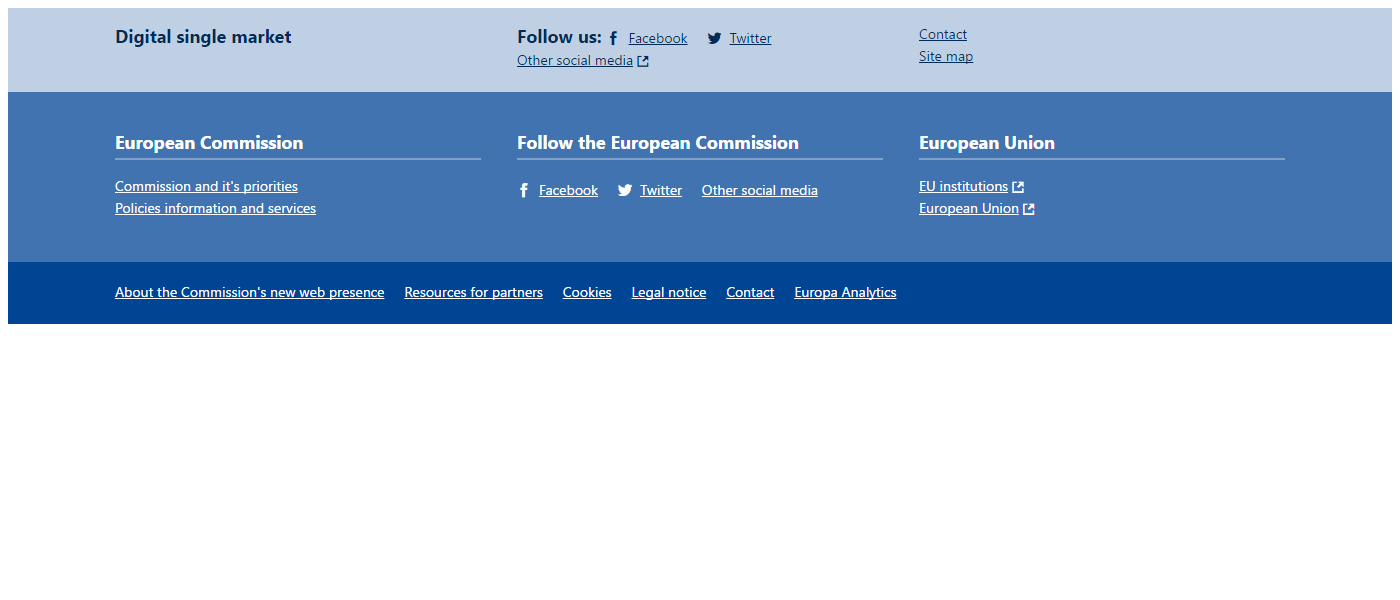 Digital single market
Follow us: Facebook Twitter
Other social media
Contact
Site map
European Commission
Commission and it's priorities
Policies information and services
Follow the European Commission
Facebook Twitter Other social media
European Union
EU institutions
European Union
About the Commission's new web presence Resources for partners Cookies Legal notice Contact Europa Analytics